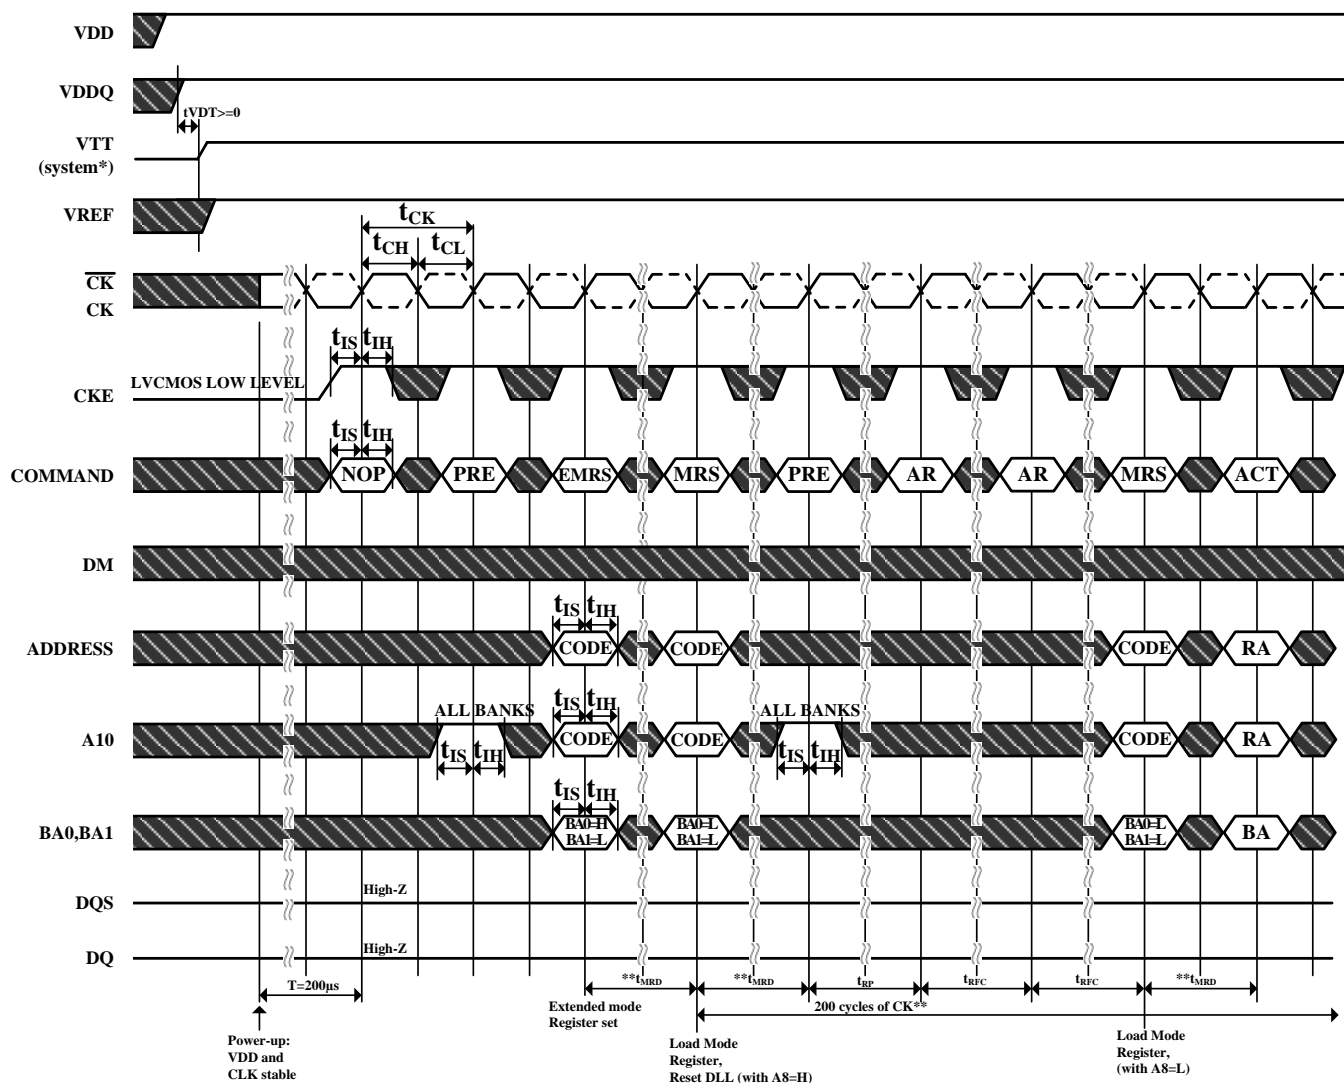 VDD
VDDQ
tVDT>=0
VTT
(system*)
VREF
tCK
tCH
tCL
CK
CK
tIS
tIH
LVCMOS LOW LEVEL
CKE
tIS
tIH
COMMAND
NOP
PRE
EMRS
MRS
PRE
AR
AR
MRS
ACT
DM
tIS
tIH
ADDRESS
CODE
CODE
CODE
RA
ALL BANKS
tIS
tIH
ALL BANKS
A10
CODE
CODE
CODE
RA
tIS
tIH
tIS
tIH
tIS
tIH
BA0,BA1
BA0=H
BA1=L
BA0=L
BA1=L
BA0=L
BA1=L
BA
DQS
High-Z
DQ
High-Z
T=200µs
**tMRD
**tMRD
tRP
tRFC
tRFC
**tMRD
Extended mode
Register set
200 cycles of CK**
Power-up:
VDD and
CLK stable
Load Mode
Register,
Reset DLL (with A8=H)
Load Mode
Register,
(with A8=L)